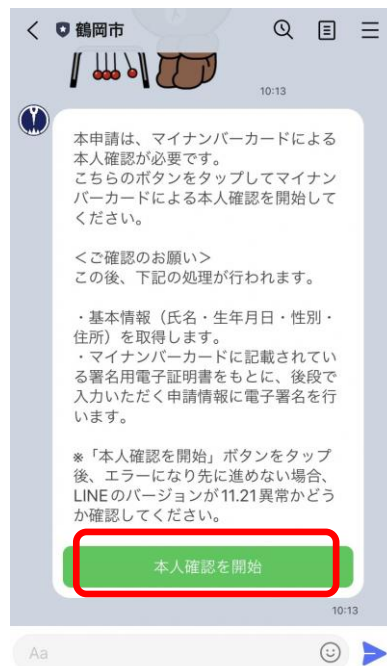 鶴岡市
10:13
本申請は、マイナンバーカードによる
本人確認が必要です。
こちらのボタンをタップしてマイナン
バーカードによる本人確認を開始して
ください。
<ご確認のお願い>
この後、下記の処理が行われます。
・基本情報（氏名・生年月日・性別・
住所）を取得します。
・マイナンバーカードに記載されてい
る署名用電子証明書をもとに、後段で
入力いただく申請情報に電子署名を行
います。
※「本人確認を開始」ボタンをタップ
後、エラーになり先に進めない場合、
LINEのバージョンが11.21異常かどう
か確認してください。
本人確認を開始
10:13
Aa